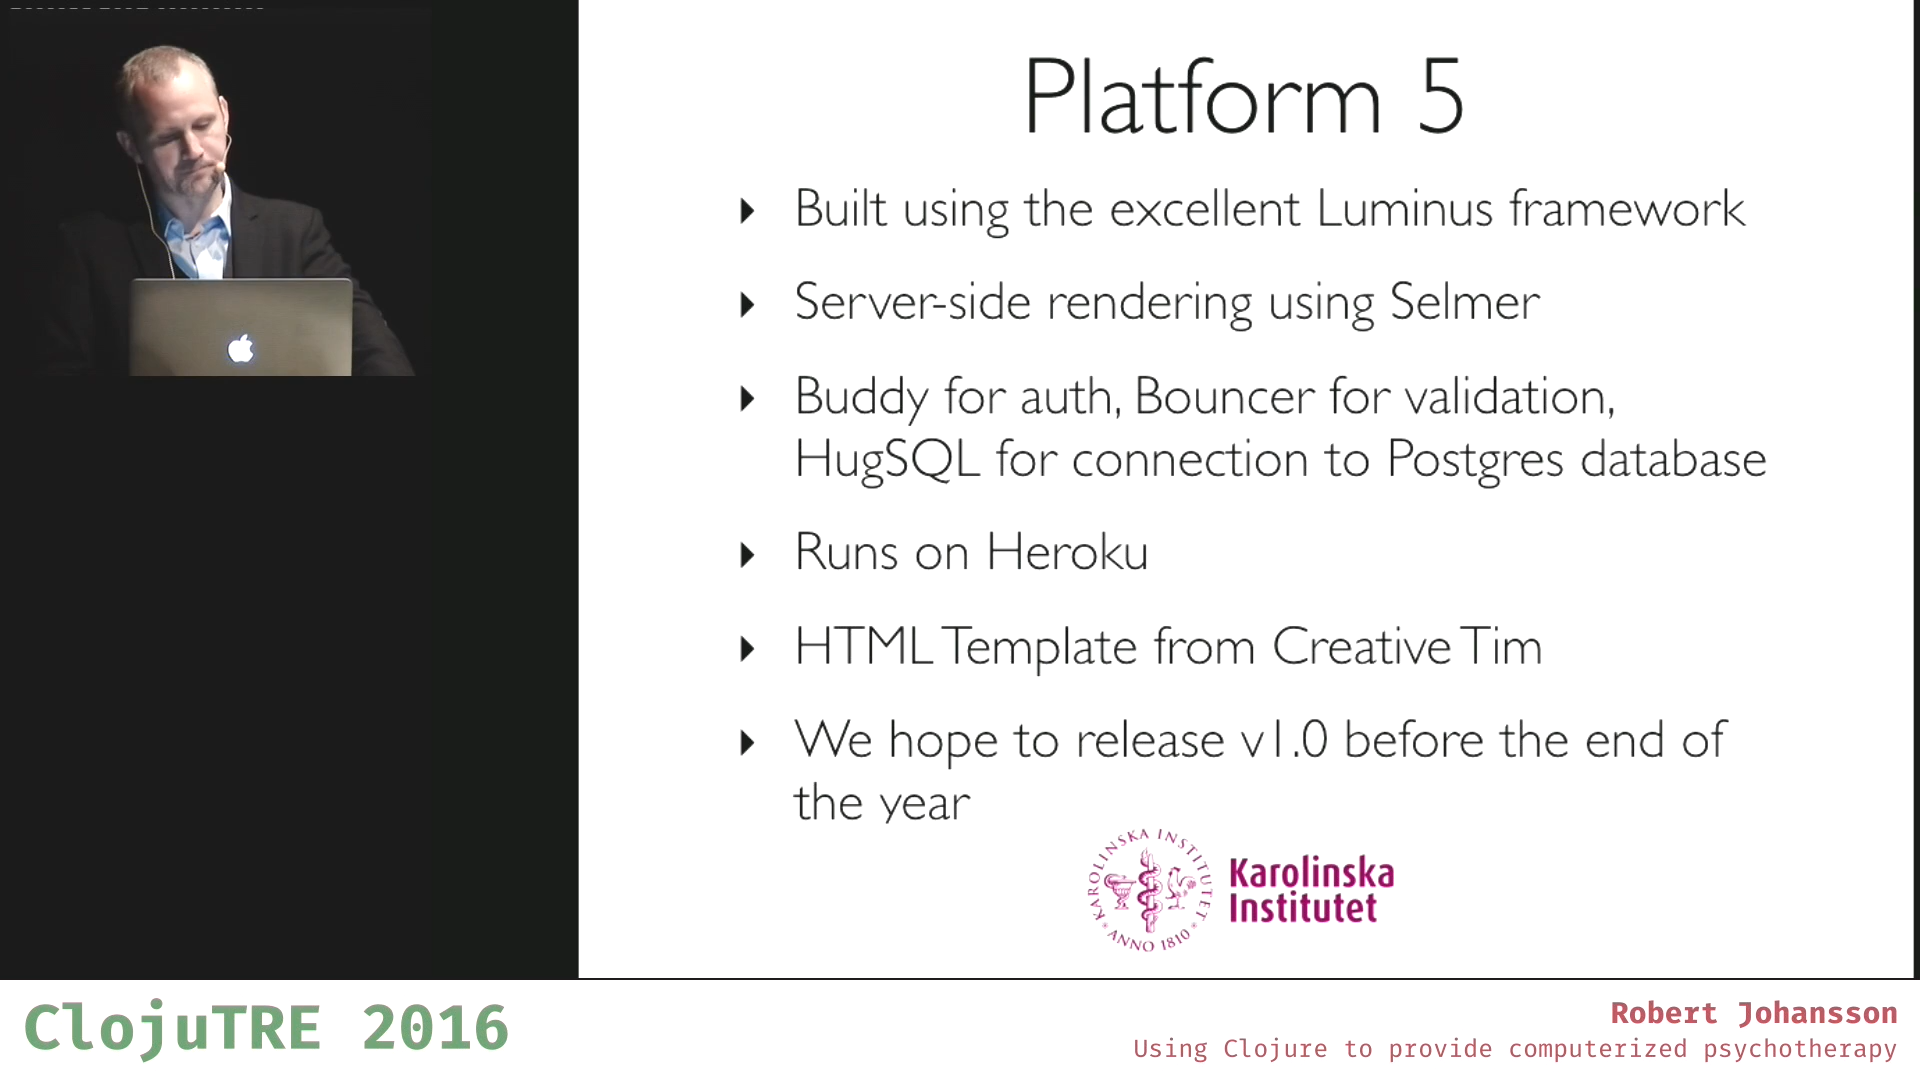 Platform 5
Built using the excellent Luminus framework
Server-side rendering using Selmer
Buddy for auth, Bouncer for validation,
HugSQL for connection to Postgres database
Runs on Heroku
HTML Template from Creative Tim
We hope to release v1.0 before the end of
the year
KAROLINSKA INSTITUTET
ANNO 1810
Karolinska
Institutet
ClojuTRE 2016
Robert Johansson
Using Clojure to provide computerized psychotherapy